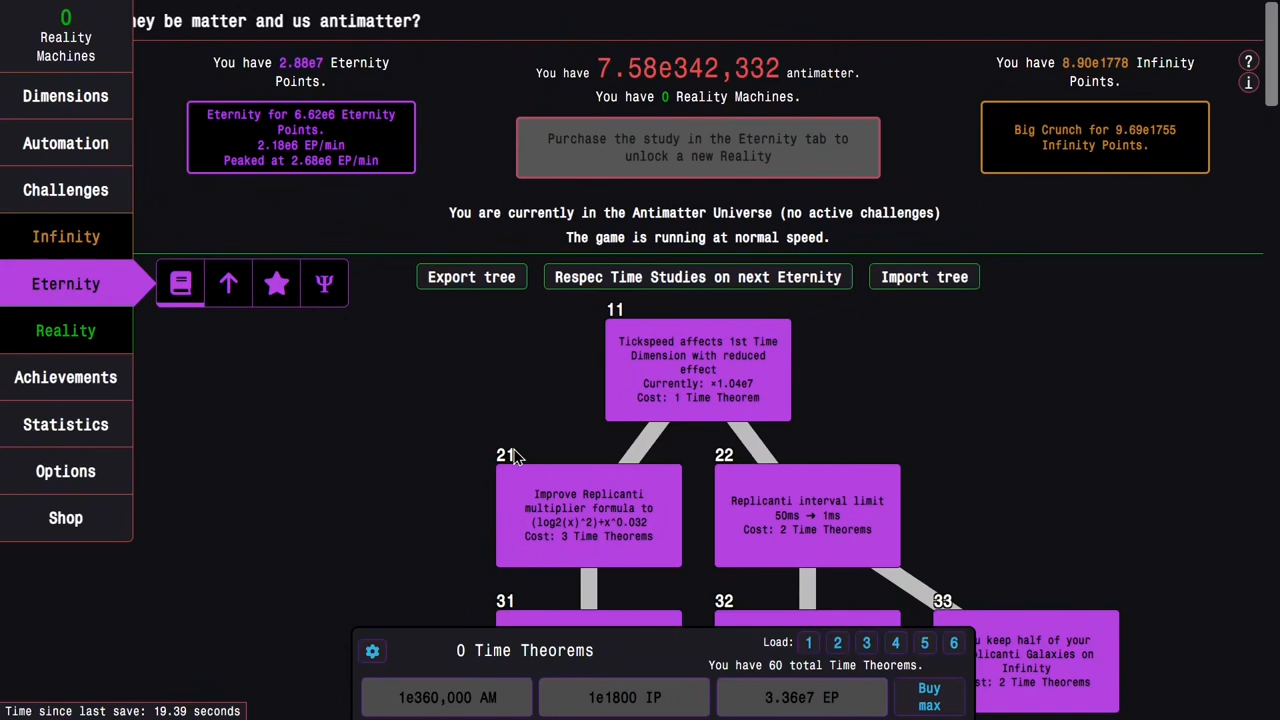 0
Reality
Machines
Dimensions
Automation
Challenges
Infinity
Eternity
Reality
Achievements
Statistics
Options
Shop
hey be matter and us antimatter?
You have 2.88e7 Eternity
Points.
Eternity for 6.62e6 Eternity
Points.
2.18e6 EP/min
Peaked at 2.68e6 EP/min
You have 7.58e342,332 antimatter.
You have 0 Reality Machines.
Purchase the study in the Eternity tab to
unlock a new Reality
You have 8.90e1778 Infinity
Points.
Big Crunch for 9.69e1755
Infinity Points.
?
i
You are currently in the Antimatter Universe (no active challenges)
The game is running at normal speed.
Ψ
Export tree
Respec Time Studies on next Eternity
Import tree
11
Tickspeed affects 1st Time
Dimension with reduced
effect
Currently: ×1.04e7
Cost: 1 Time Theorem
21
Improve Replicanti
multiplier formula to
(log2(x)^2)+x^0.032
Cost: 3 Time Theorems
22
Replicanti interval limit
50ms → 1ms
Cost: 2 Time Theorems
31
32
33
u keep half of your
plicanti Galaxies on
Infinity
st: 2 Time Theorems
0 Time Theorems
Load: 1 2 3 4 5 6
You have 60 total Time Theorems.
1e360,000 AM
1e1800 IP
3.36e7 EP
Buy
max
Time since last save: 19.39 seconds